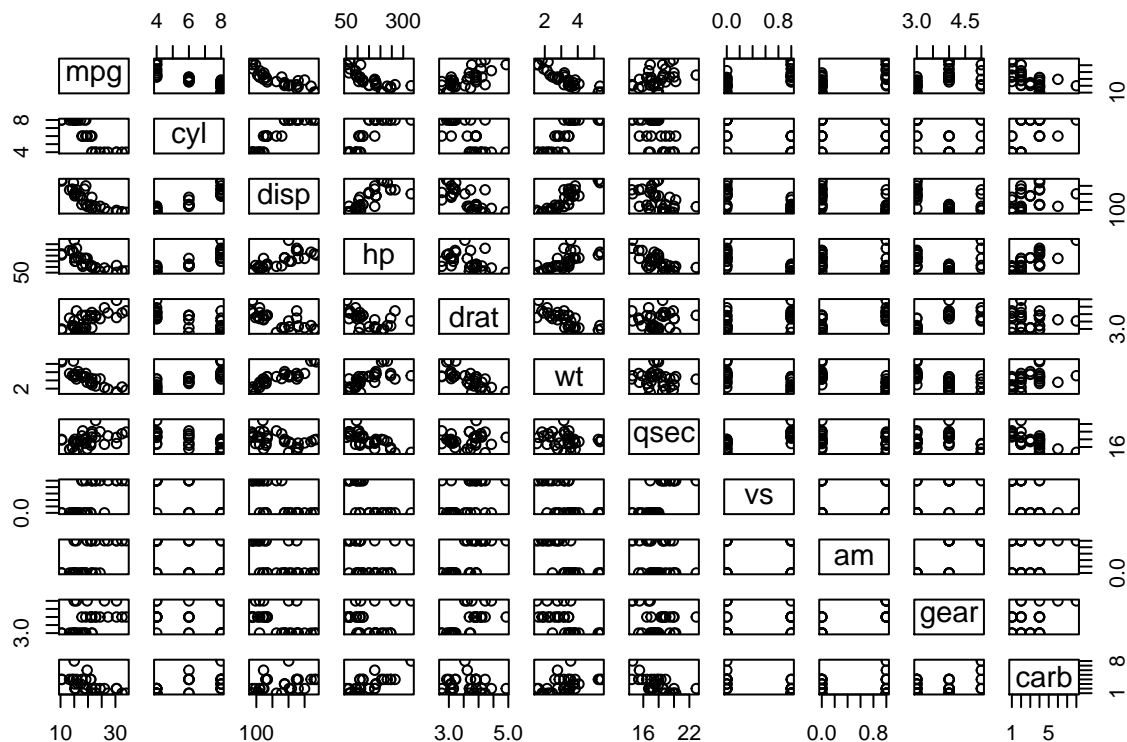 4 6 8 50 300 2 4 0.0 1.0 3.0 4.5
mpg 10
8 4 cyl
disp 100
50 hp
drat 3.0
2 wt
qsec 16
0.0 vs
am 0.0
3.0 gear
carb 8 1
10 30 100 3.0 5.0 16 22 0.0 0.8 1 5